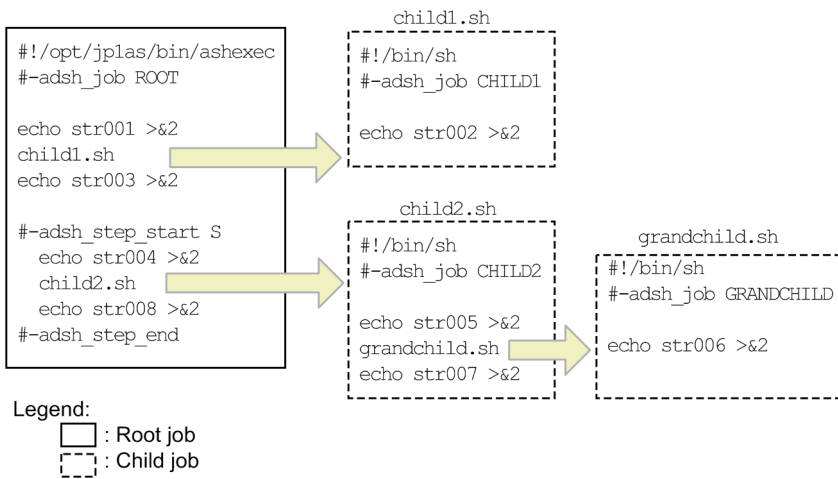 #!/opt/jp1as/bin/ashexec
#-adsh_job ROOT
echo str001 >&2
child1.sh
echo str003 >&2
#-adsh_step_start S
echo str004 >&2
child2.sh
echo str008 >&2
#-adsh_step_end
child1.sh
#!/bin/sh
#-adsh_job CHILD1
echo str002 >&2
child2.sh
#!/bin/sh
#-adsh_job CHILD2
echo str005 >&2
grandchild.sh
echo str007 >&2
grandchild.sh
#!/bin/sh
#-adsh_job GRANDCHILD
echo str006 >&2
Legend:
: Root job
: Child job